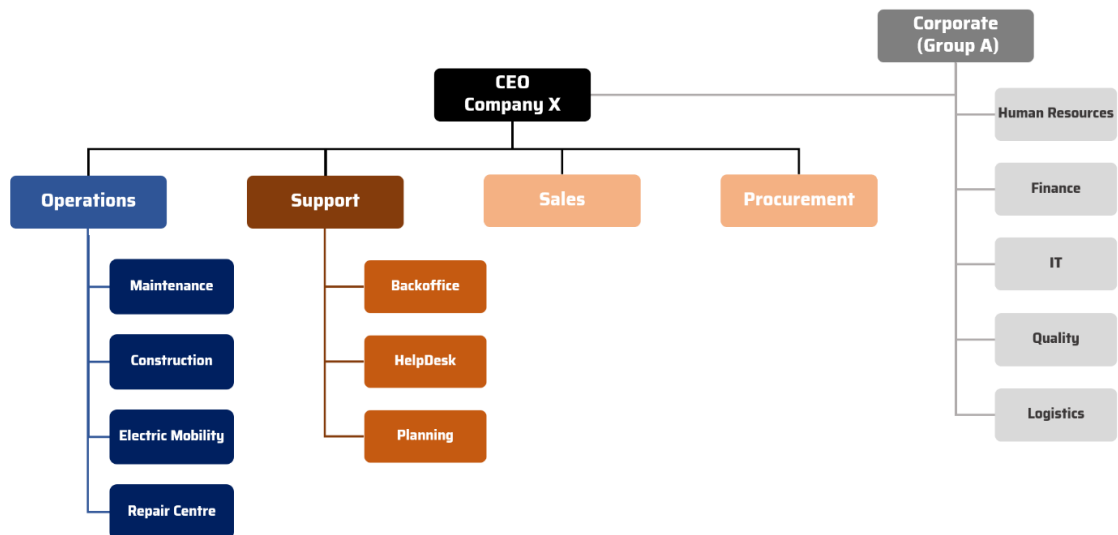 Corporate
(Group A)
CEO
Company X
Human Resources
Operations
Support
Sales
Procurement
Finance
IT
Maintenance
Backoffice
Quality
Construction
HelpDesk
Logistics
Electric Mobility
Planning
Repair Centre